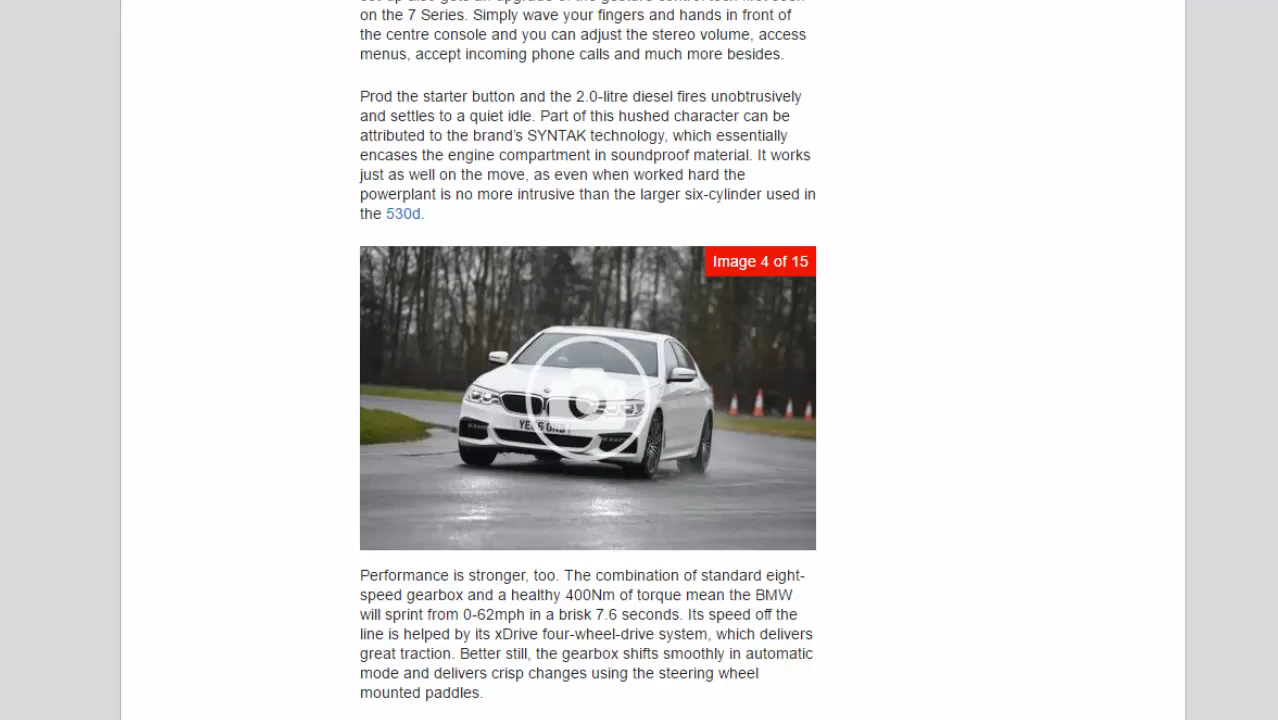 on the 7 Series. Simply wave your fingers and hands in front of
the centre console and you can adjust the stereo volume, access
menus, accept incoming phone calls and much more besides.
Prod the starter button and the 2.0-litre diesel fires unobtrusively
and settles to a quiet idle. Part of this hushed character can be
attributed to the brand's SYNTAK technology, which essentially
encases the engine compartment in soundproof material. It works
just as well on the move, as even when worked hard the
powerplant is no more intrusive than the larger six-cylinder used in
the 530d.
Image 4 of 15
Performance is stronger, too. The combination of standard eight-
speed gearbox and a healthy 400Nm of torque mean the BMW
will sprint from 0-62mph in a brisk 7.6 seconds. Its speed off the
line is helped by its xDrive four-wheel-drive system, which delivers
great traction. Better still, the gearbox shifts smoothly in automatic
mode and delivers crisp changes using the steering wheel
mounted paddles.